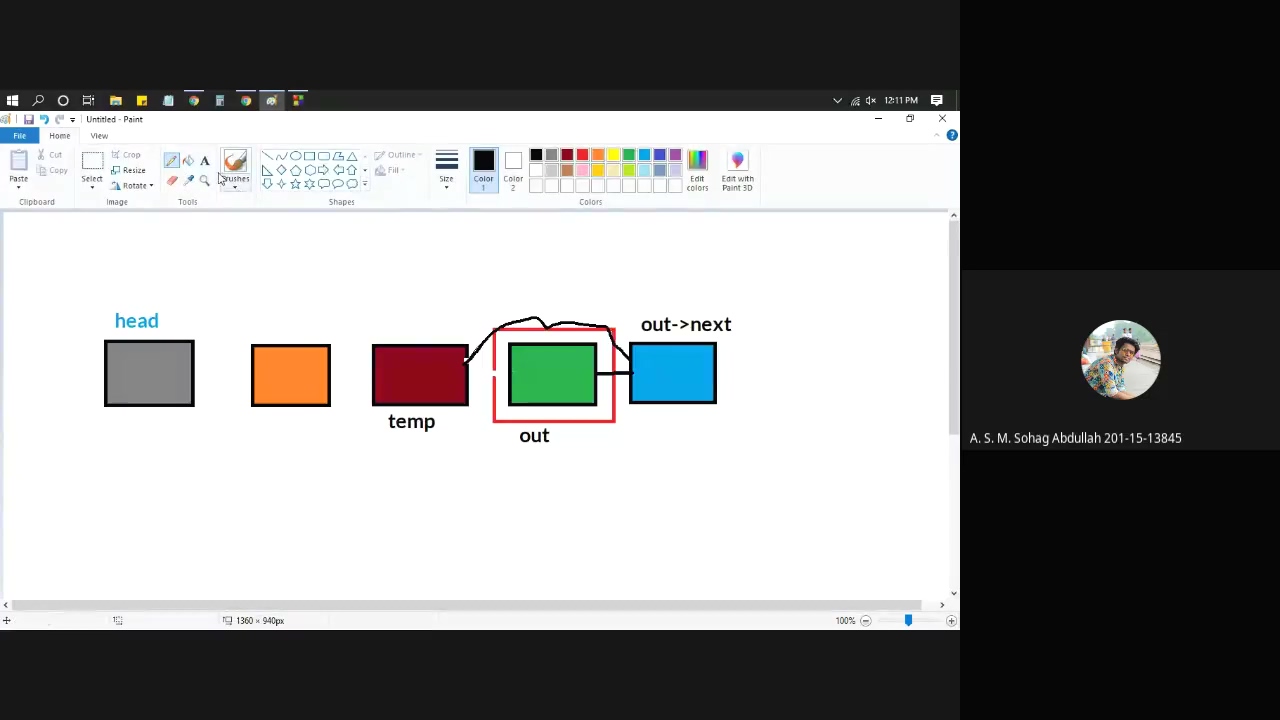 12:11 PM
Untitled - Paint
File Home View
Paste
Cut
Copy
Clipboard
Select
Crop
Resize
Rotate
Image
Tools
Brushes
Shapes
Outline
Fill
Size
Color 1
Color 2
Edit colors
Edit with Paint 3D
Colors
head
out->next
temp
out
A. S. M. Sohag Abdullah 201-15-13845
1360 × 940px
100%